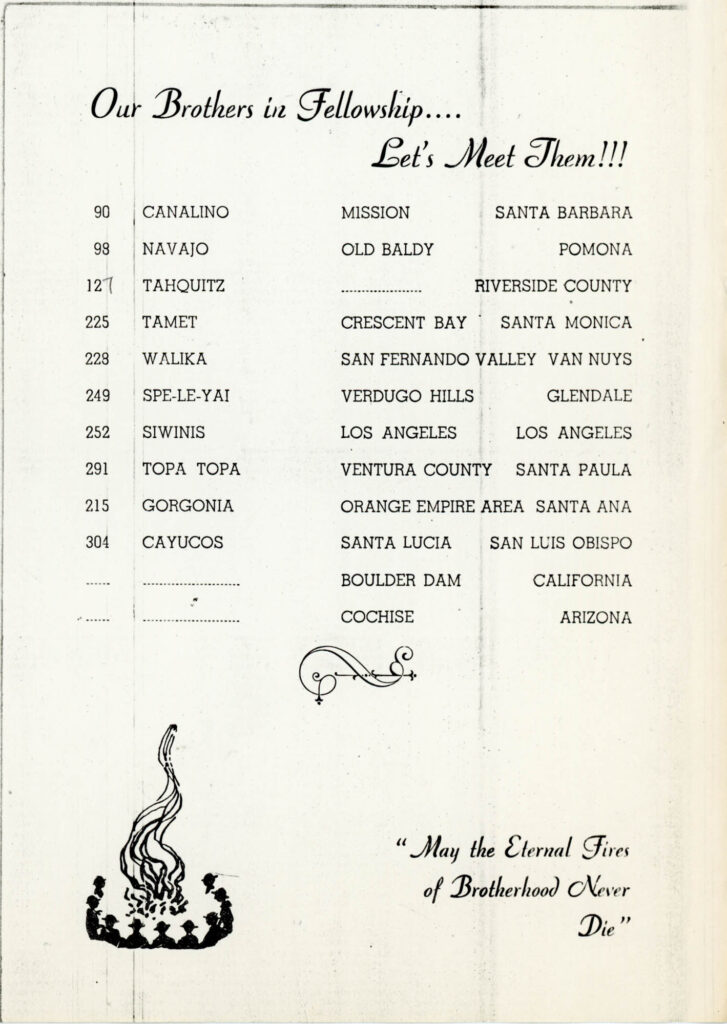 Our Brothers in Fellowship....
Let's Meet Them!!!
90 CANALINO MISSION SANTA BARBARA
98 NAVAJO OLD BALDY POMONA
127 TAHQUITZ .................... RIVERSIDE COUNTY
225 TAMET CRESCENT BAY SANTA MONICA
228 WALIKA SAN FERNANDO VALLEY VAN NUYS
249 SPE-LE-YAI VERDUGO HILLS GLENDALE
252 SIWINIS LOS ANGELES LOS ANGELES
291 TOPA TOPA VENTURA COUNTY SANTA PAULA
215 GORGONIA ORANGE EMPIRE AREA SANTA ANA
304 CAYUCOS SANTA LUCIA SAN LUIS OBISPO
...... ........................ BOULDER DAM CALIFORNIA
...... ........................ COCHISE ARIZONA
"May the Eternal Fires
of Brotherhood Never
Die"